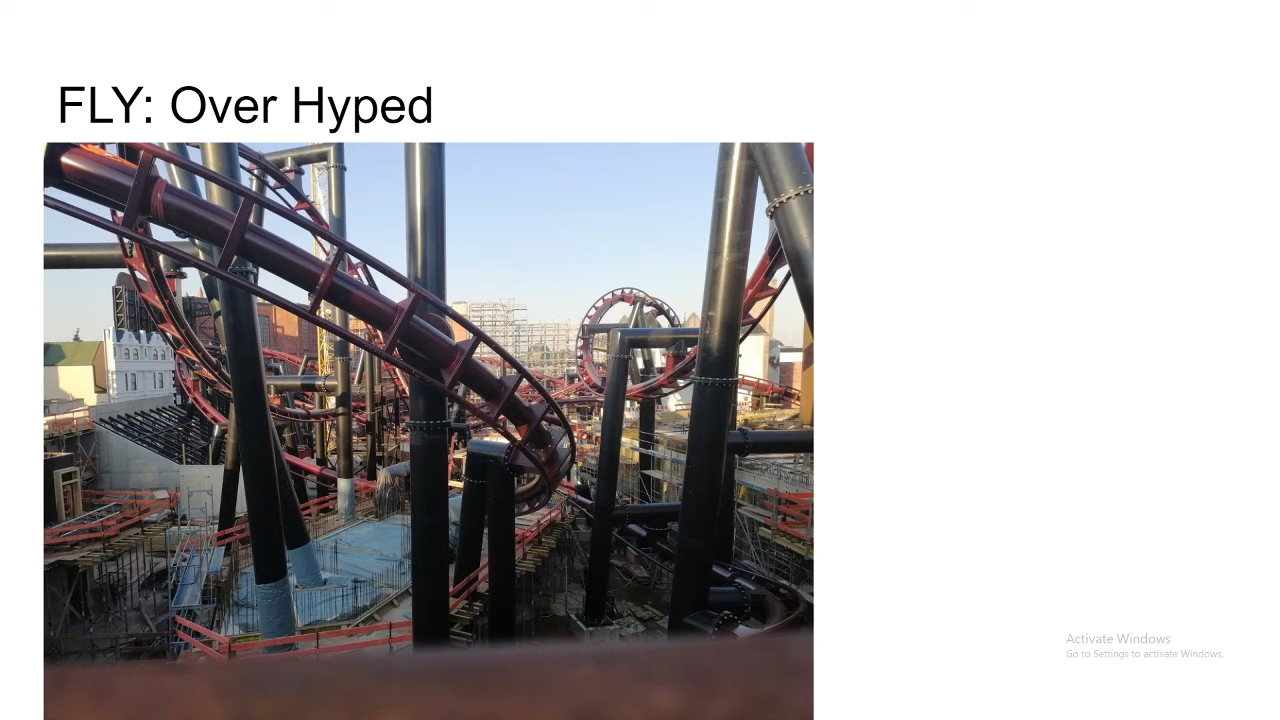 FLY: Over Hyped
Activate Windows
Go to Settings to activate Windows.